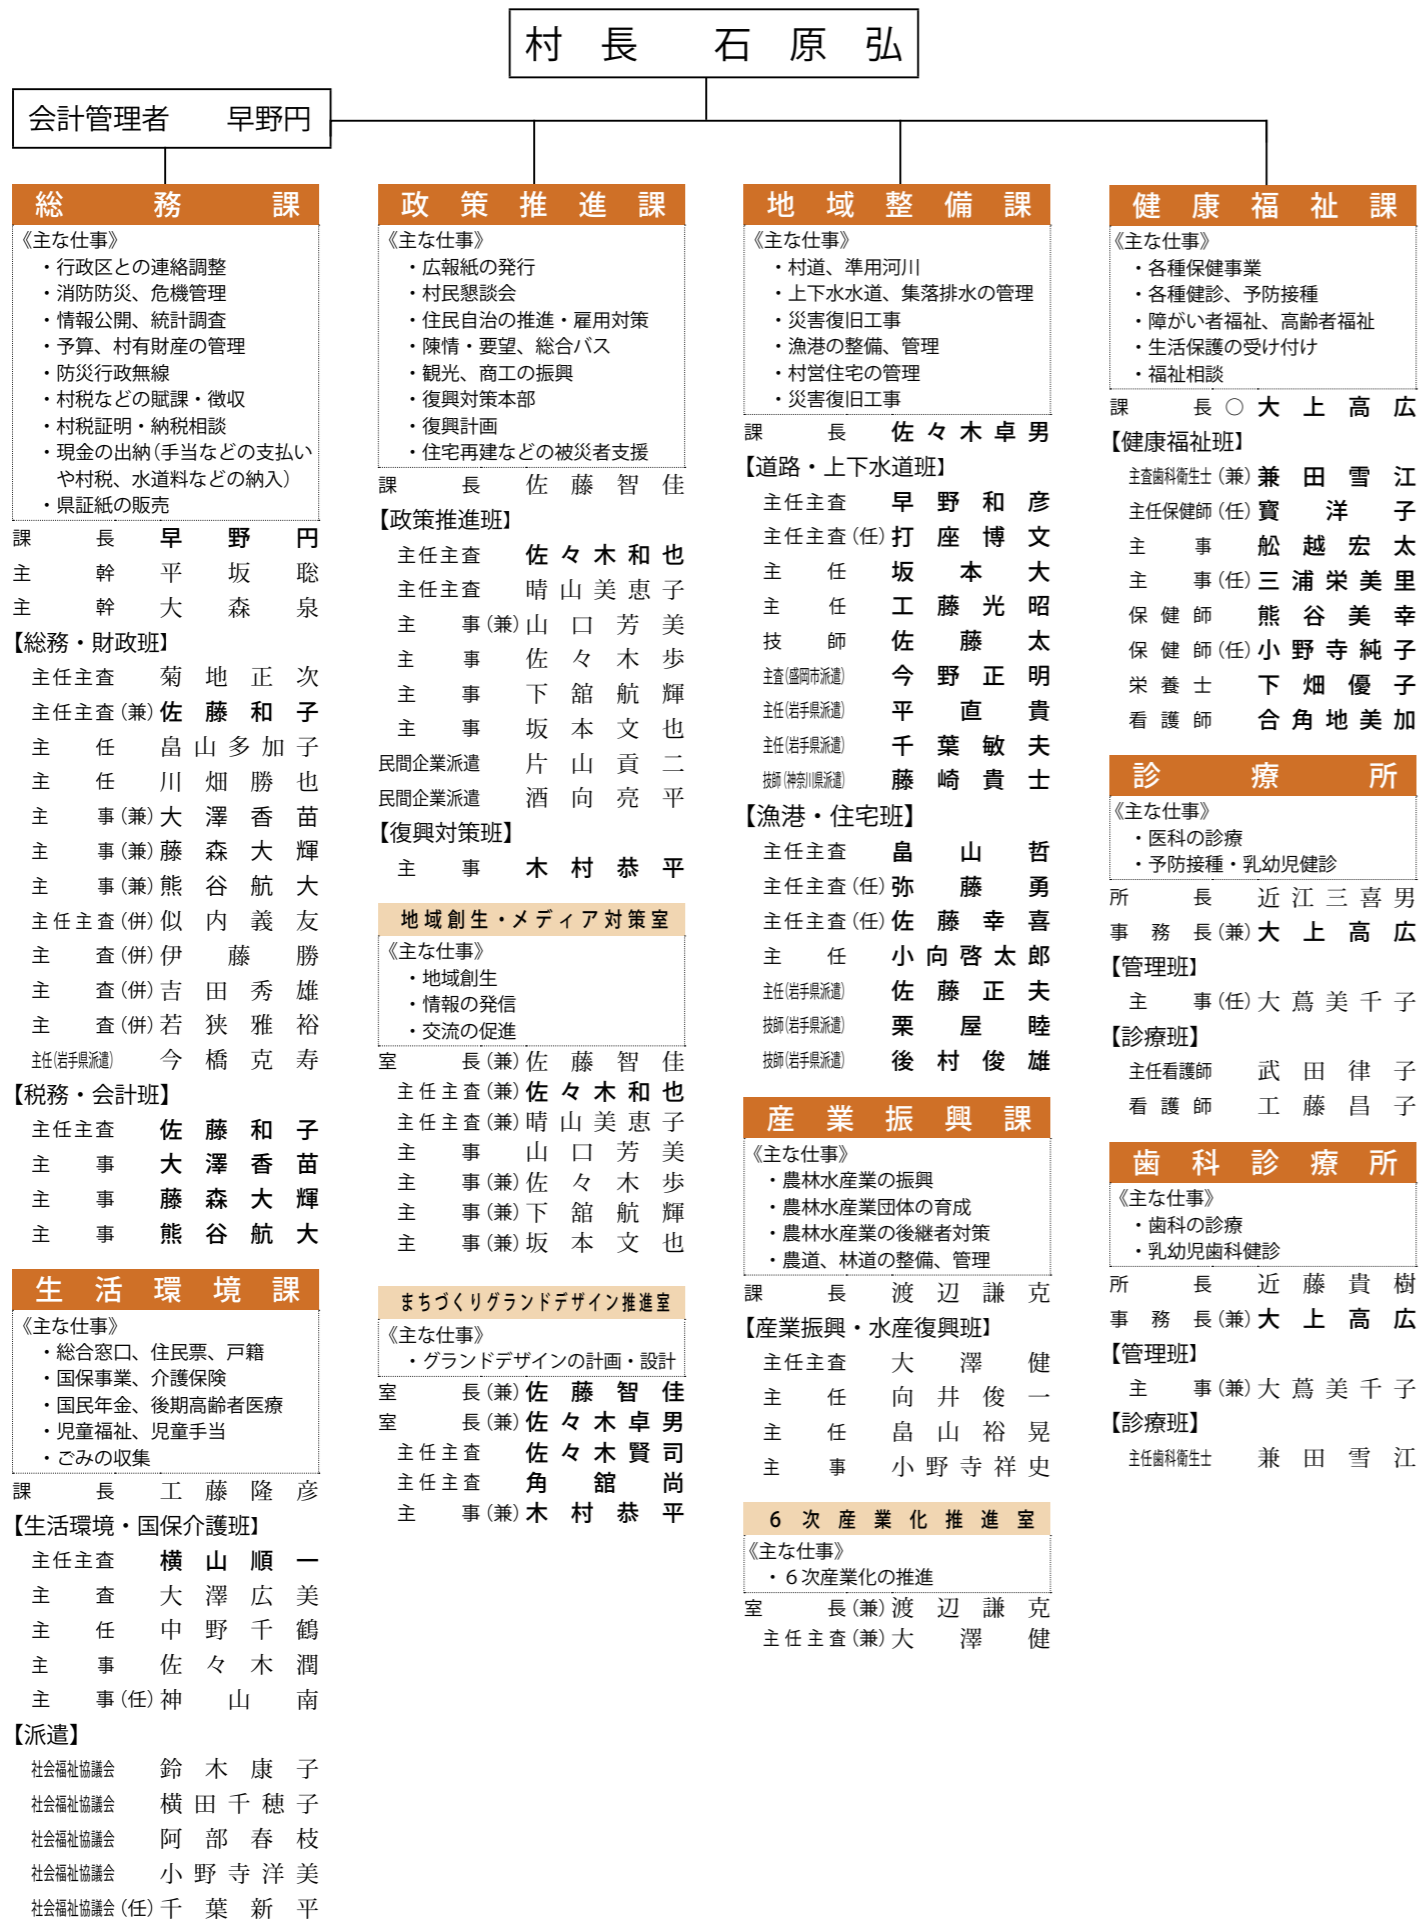 村長 石原弘
会計管理者 早野円
総務課
《主な仕事》
・行政区との連絡調整
・消防防災、危機管理
・情報公開、統計調査
・予算、村有財産の管理
・防災行政無線
・村税などの賦課・徴収
・村税証明・納税相談
・現金の出納(手当などの支払い
や村税、水道料などの納入)
・県証紙の販売
課長 早野円
主幹 平坂聡
主幹 大森泉
【総務・財政班】
主任主査 菊地正次
主任主査(兼) 佐藤和子
主任 畠山多加子
主任 川畑勝也
主事(兼) 大澤香苗
主事(兼) 藤森大輝
主事(兼) 熊谷航大
主任主査(併) 似内義友
主査(併) 伊藤勝
主査(併) 吉田秀雄
主査(併) 若狭雅裕
主任(岩手県派遣) 今橋克寿
【税務・会計班】
主任主査 佐藤和子
主事 大澤香苗
主事 藤森大輝
主事 熊谷航大
生活環境課
《主な仕事》
・総合窓口、住民票、戸籍
・国保事業、介護保険
・国民年金、後期高齢者医療
・児童福祉、児童手当
・ごみの収集
課長 工藤隆彦
【生活環境・国保介護班】
主任主査 横山順一
主査 大澤広美
主任 中野千鶴
主事 佐々木潤
主事(任) 神山南
【派遣】
社会福祉協議会 鈴木康子
社会福祉協議会 横田千穂子
社会福祉協議会 阿部春枝
社会福祉協議会 小野寺洋美
社会福祉協議会(任) 千葉新平
政策推進課
《主な仕事》
・広報紙の発行
・村民懇談会
・住民自治の推進・雇用対策
・陳情・要望、総合バス
・観光、商工の振興
・復興対策本部
・復興計画
・住宅再建などの被災者支援
課長 佐藤智佳
【政策推進班】
主任主査 佐々木和也
主任主査 晴山美恵子
主事(兼) 山口芳美
主事 佐々木歩
主事 下舘航輝
主事 坂本文也
民間企業派遣 片山貢二
民間企業派遣 酒向亮平
【復興対策班】
主事 木村恭平
地域創生・メディア対策室
《主な仕事》
・地域創生
・情報の発信
・交流の促進
室長(兼) 佐藤智佳
主任主査(兼) 佐々木和也
主任主査(兼) 晴山美恵子
主事 山口芳美
主事(兼) 佐々木歩
主事(兼) 下舘航輝
主事(兼) 坂本文也
まちづくりグランドデザイン推進室
《主な仕事》
・グランドデザインの計画・設計
室長(兼) 佐藤智佳
室長(兼) 佐々木卓男
主任主査 佐々木賢司
主任主査 角舘尚
主事(兼) 木村恭平
地域整備課
《主な仕事》
・村道、準用河川
・上下水水道、集落排水の管理
・災害復旧工事
・漁港の整備、管理
・村営住宅の管理
・災害復旧工事
課長 佐々木卓男
【道路・上下水道班】
主任主査 早野和彦
主任主査(任) 打座博文
主任 坂本大
主任 工藤光昭
技師 佐藤太
主査(盛岡市派遣) 今野正明
主任(岩手県派遣) 平直貴
主任(岩手県派遣) 千葉敏夫
技師(神奈川県派遣) 藤崎貴士
【漁港・住宅班】
主任主査 畠山哲
主任主査(任) 弥藤勇
主任主査(任) 佐藤幸喜
主任 小向啓太郎
主任(岩手県派遣) 佐藤正夫
技師(岩手県派遣) 栗屋睦
技師(岩手県派遣) 後村俊雄
産業振興課
《主な仕事》
・農林水産業の振興
・農林水産業団体の育成
・農林水産業の後継者対策
・農道、林道の整備、管理
課長 渡辺謙克
【産業振興・水産復興班】
主任主査 大澤健
主任 向井俊一
主任 畠山裕晃
主事 小野寺祥史
6次産業化推進室
《主な仕事》
・6次産業化の推進
室長(兼) 渡辺謙克
主任主査(兼) 大澤健
健康福祉課
《主な仕事》
・各種保健事業
・各種健診、予防接種
・障がい者福祉、高齢者福祉
・生活保護の受け付け
・福祉相談
課長 ○ 大上高広
【健康福祉班】
主査歯科衛生士(兼) 兼田雪江
主任保健師(任) 寳洋子
主事 舩越宏太
主事(任) 三浦栄美里
保健師 熊谷美幸
保健師(任) 小野寺純子
栄養士 下畑優子
看護師 合角地美加
診療所
《主な仕事》
・医科の診療
・予防接種・乳幼児健診
所長 近江三喜男
事務長(兼) 大上高広
【管理班】
主事(任) 大蔦美千子
【診療班】
主任看護師 武田律子
看護師 工藤昌子
歯科診療所
《主な仕事》
・歯科の診療
・乳幼児歯科健診
所長 近藤貴樹
事務長(兼) 大上高広
【管理班】
主事(兼) 大蔦美千子
【診療班】
主任歯科衛生士 兼田雪江